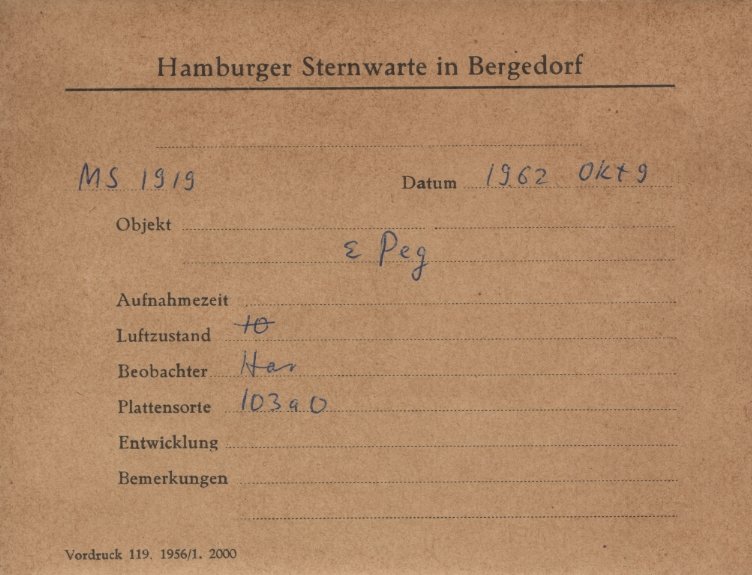 Hamburger Sternwarte in Bergedorf
MS 1919 Datum 1962 Okt 9
Objekt
ε Peg
Aufnahmezeit
Luftzustand 10
Beobachter Har
Plattensorte 103a O
Entwicklung
Bemerkungen
Vordruck 119. 1956/1. 2000